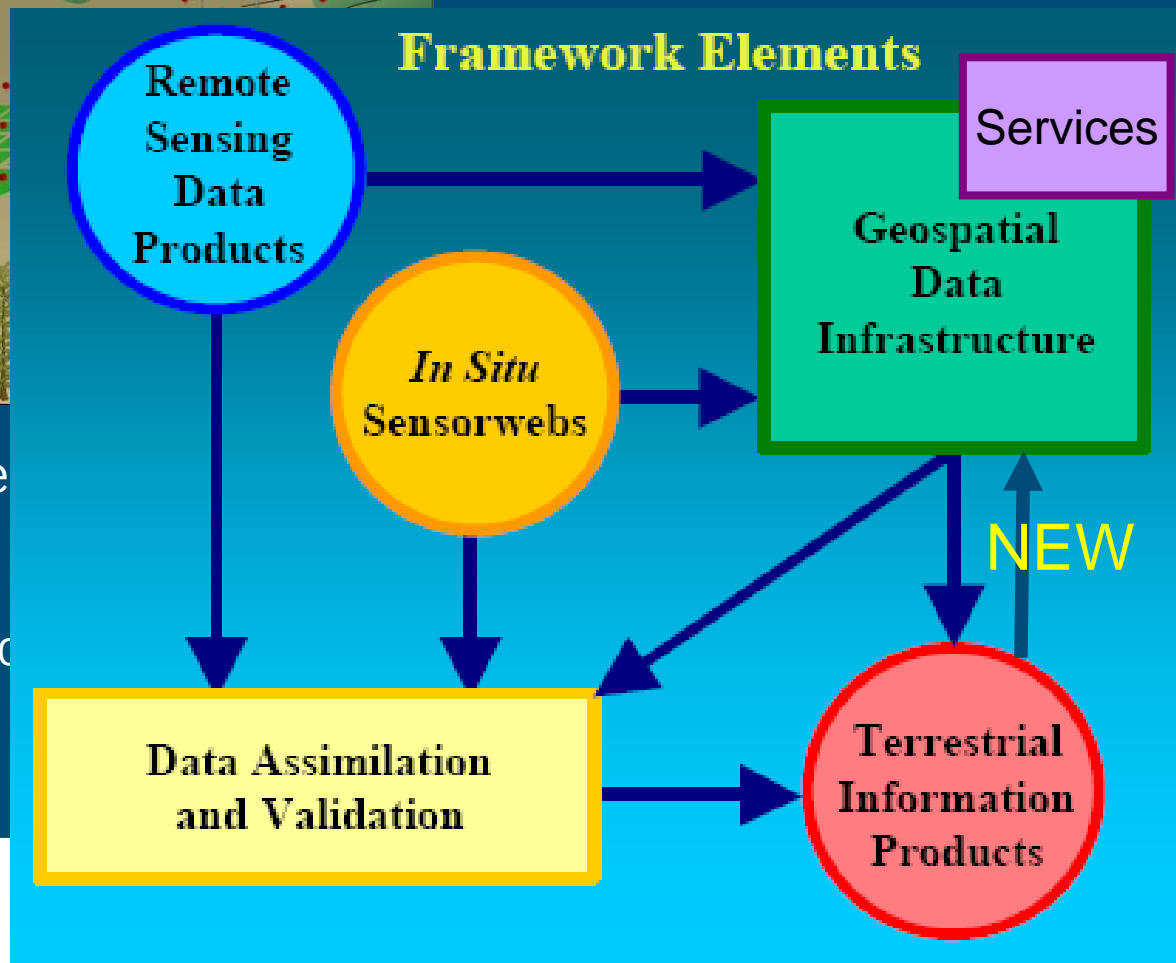 Framework Elements
Remote
Sensing
Data
Products
Services
Geospatial
Data
Infrastructure
In Situ
Sensorwebs
e
NEW
Data Assimilation
and Validation
Terrestrial
Information
Products